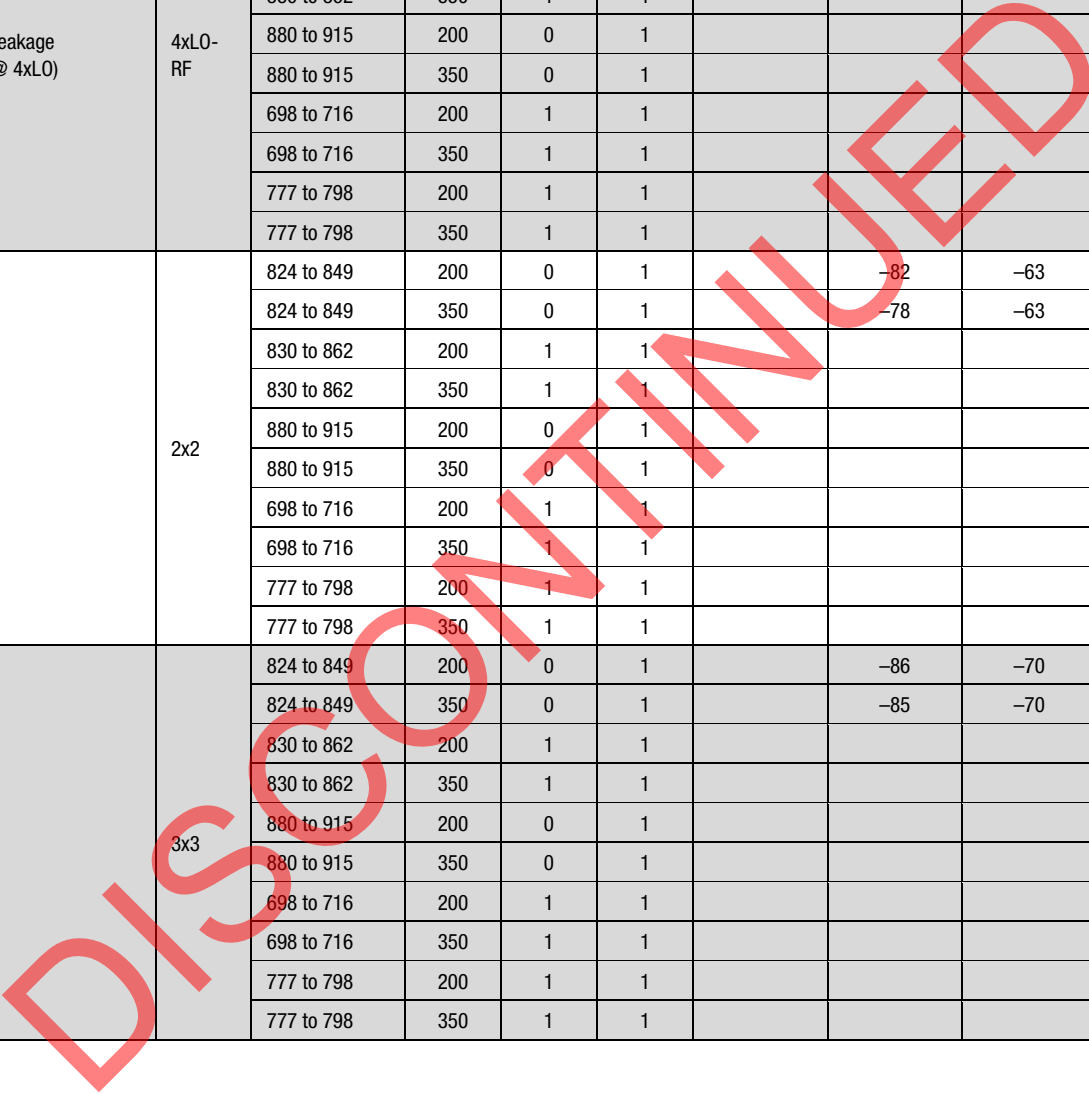 880 to 915 200 0 1
4xLO-
RF
880 to 915 350 0 1
698 to 716 200 1 1
698 to 716 350 1 1
777 to 798 200 1 1
777 to 798 350 1 1
2x2
824 to 849 200 0 1 –82 –63
824 to 849 350 0 1 –78 –63
830 to 862 200 1 1
830 to 862 350 1 1
880 to 915 200 0 1
880 to 915 350 0 1
698 to 716 200 1 1
698 to 716 350 1 1
777 to 798 200 1 1
777 to 798 350 1 1
3x3
824 to 849 200 0 1 –86 –70
824 to 849 350 0 1 –85 –70
830 to 862 200 1 1
830 to 862 350 1 1
880 to 915 200 0 1
880 to 915 350 0 1
698 to 716 200 1 1
698 to 716 350 1 1
777 to 798 200 1 1
777 to 798 350 1 1
DISCONTINUED